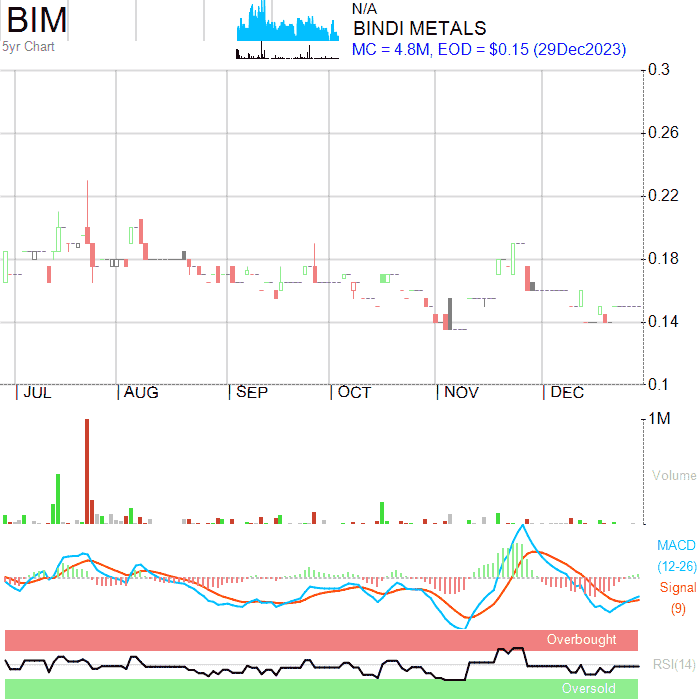 BIM
5yr Chart
N/A
BINDI METALS
MC = 4.8M, EOD = $0.15 (29Dec2023)
0.3
0.26
0.22
0.18
0.14
0.1
JUL AUG SEP OCT NOV DEC
1M
Volume
MACD
(12-26)
Signal
(9)
Overbought
RSI(14)
Oversold